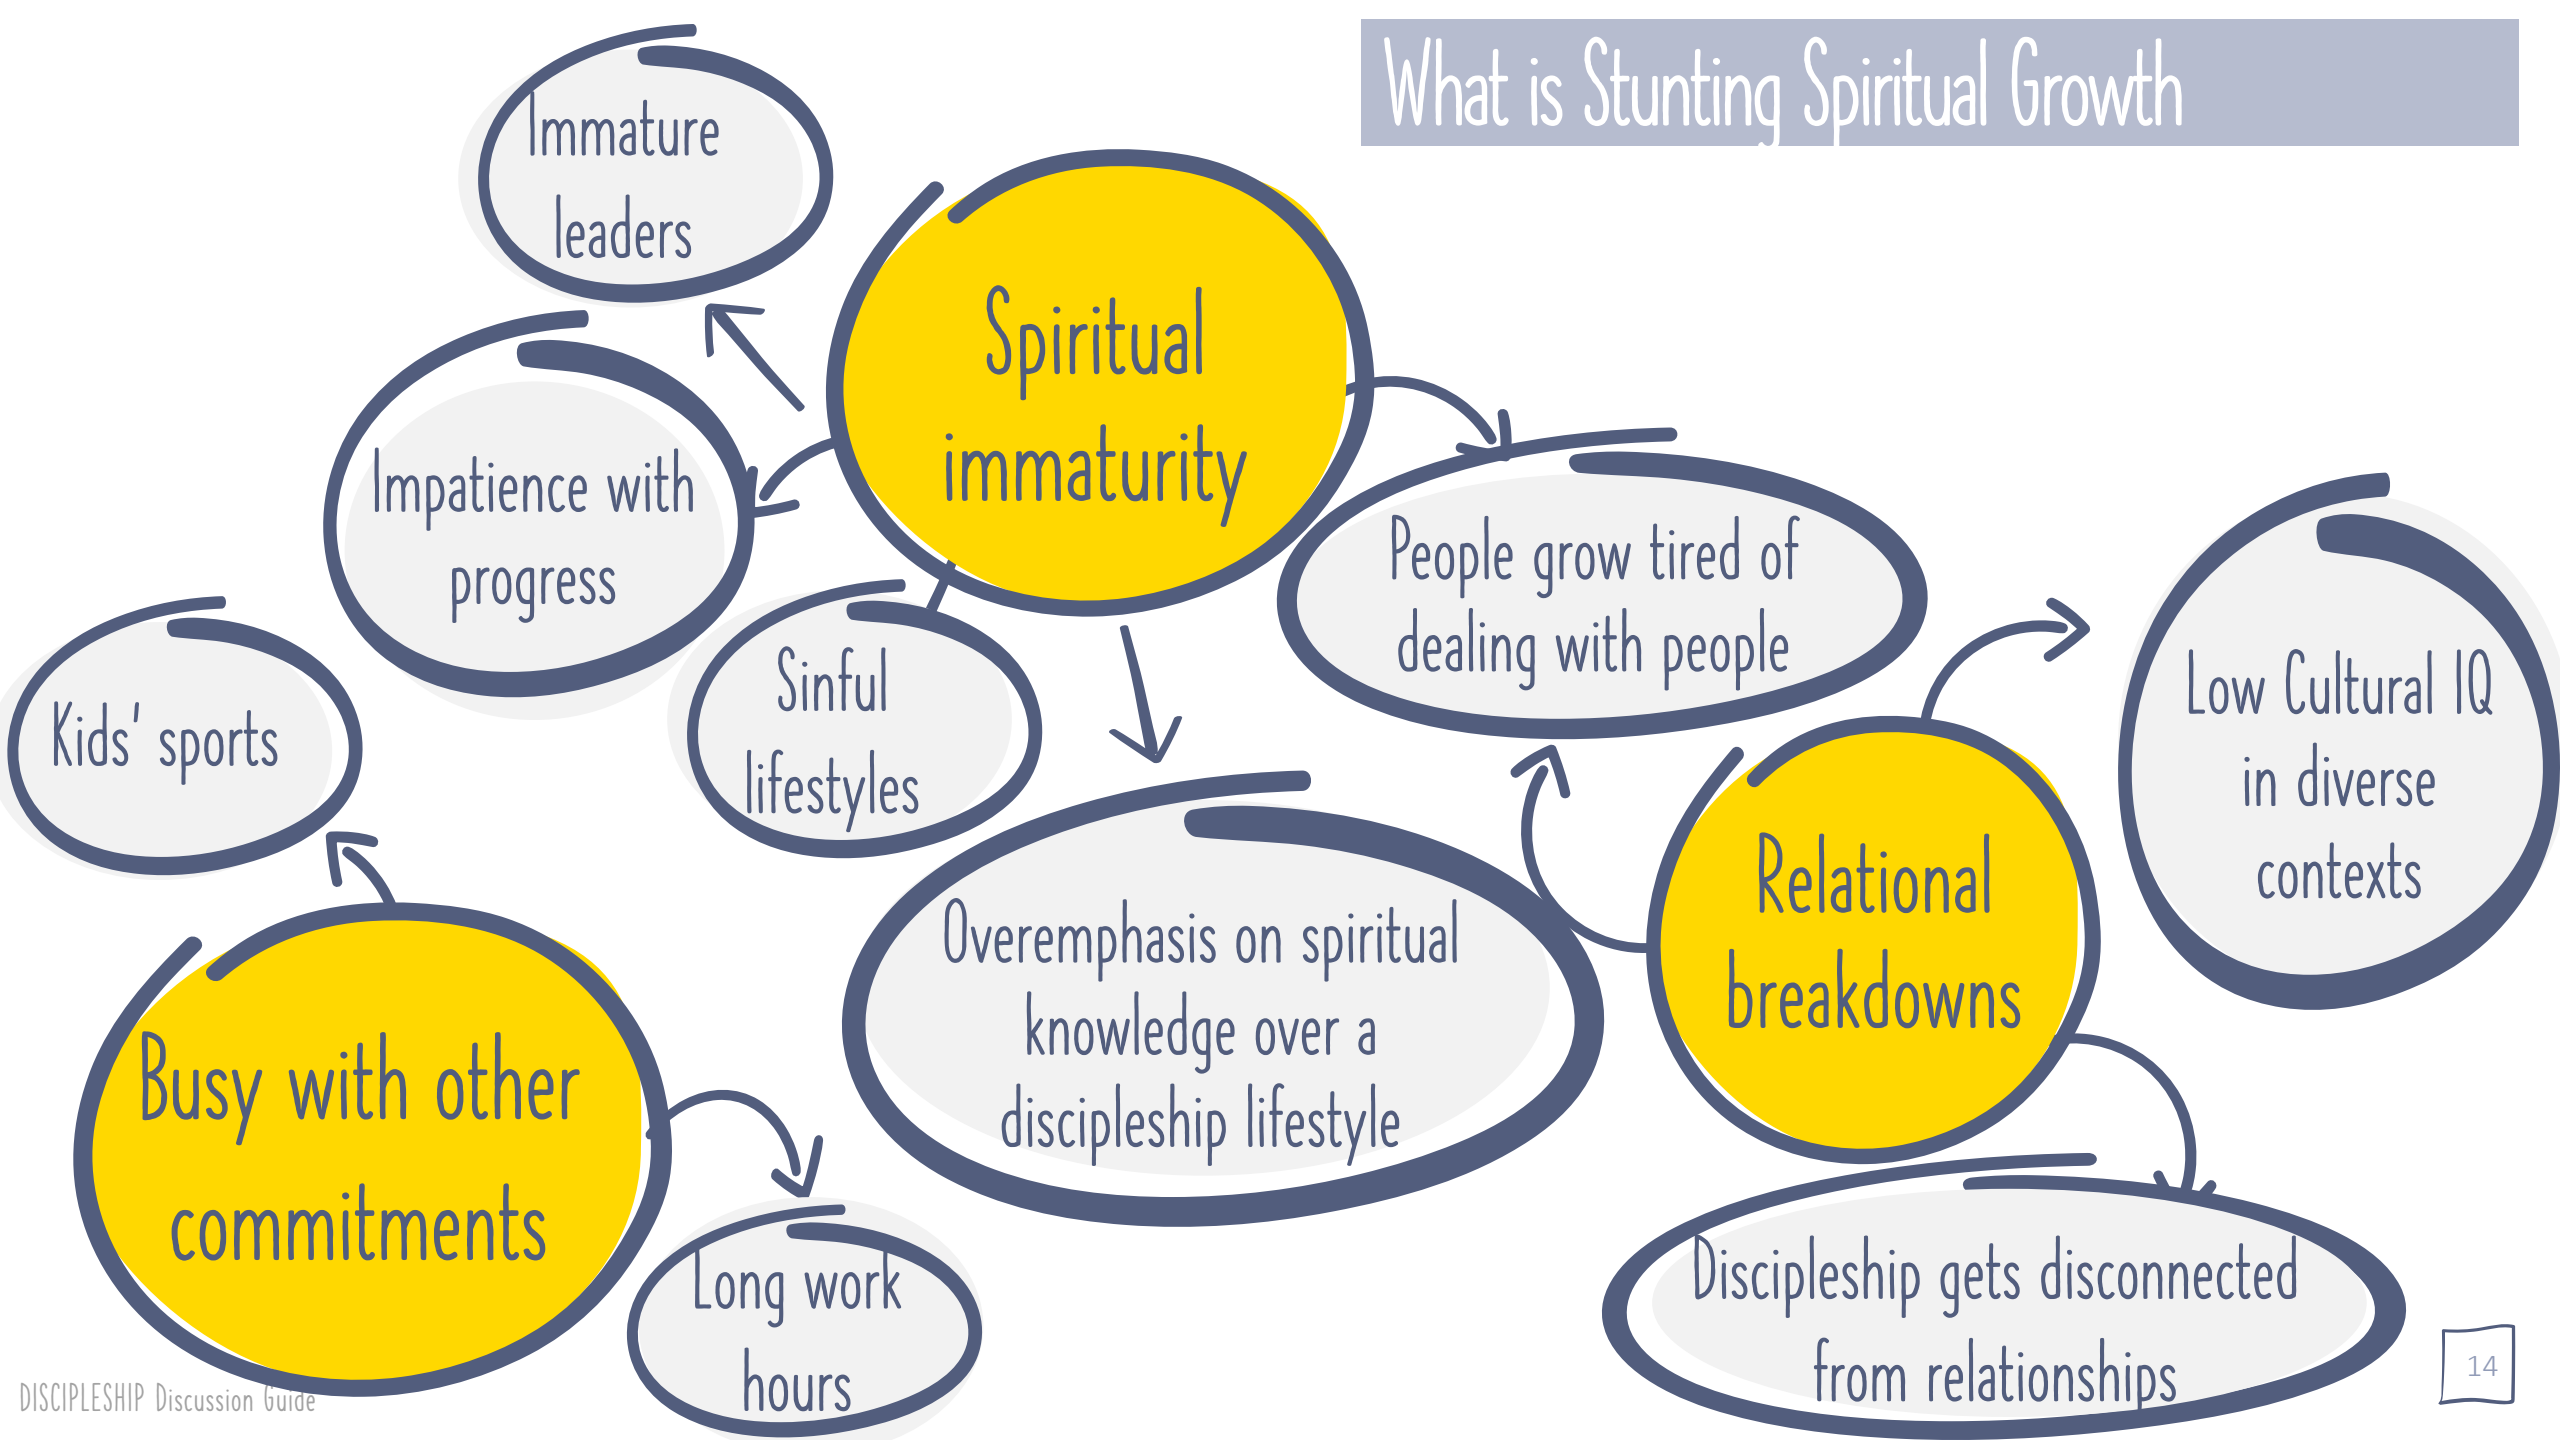 What is Stunting Spiritual Growth
Immature
leaders
Spiritual
immaturity
Impatience with
progress
People grow tired of
dealing with people
Sinful
lifestyles
Low Cultural IQ
in diverse
contexts
Kids' sports
Relational
breakdowns
Overemphasis on spiritual
knowledge over a
discipleship lifestyle
Busy with other
commitments
Long work
hours
Discipleship gets disconnected
from relationships
DISCIPLESHIP Discussion Guide
14